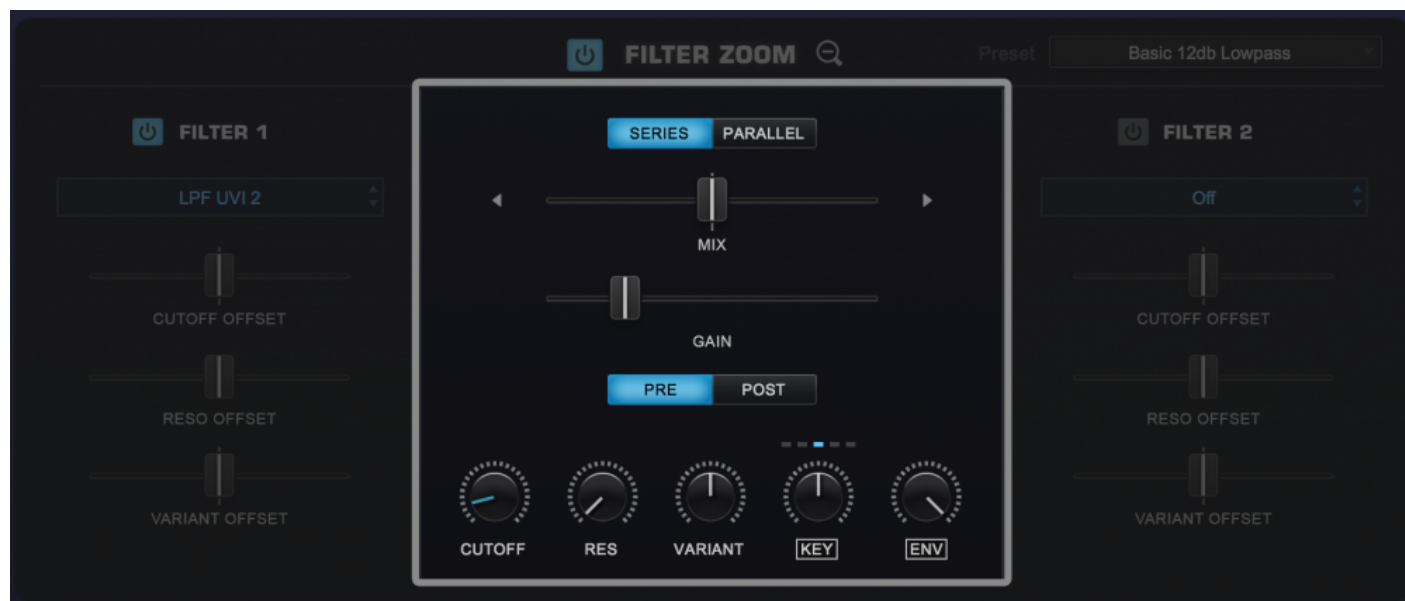 FILTER ZOOM
Preset Basic 12db Lowpass
FILTER 1
LPF UVI 2
CUTOFF OFFSET
RESO OFFSET
VARIANT OFFSET
SERIES PARALLEL
MIX
GAIN
PRE POST
CUTOFF RES VARIANT KEY ENV
FILTER 2
Off
CUTOFF OFFSET
RESO OFFSET
VARIANT OFFSET